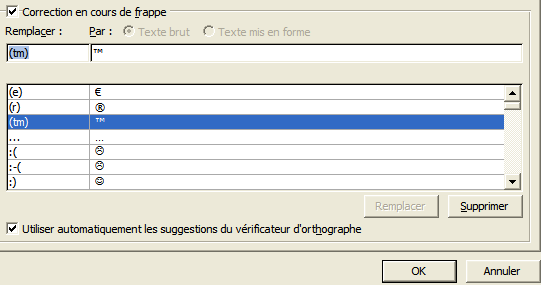 Correction en cours de frappe
Remplacer : Par : Texte brut Texte mis en forme
(tm) ™
(e) €
(r) ®
(tm) ™
... …
:( ☹
:-( ☹
:) ☺
Remplacer Supprimer
Utiliser automatiquement les suggestions du vérificateur d'orthographe
OK Annuler